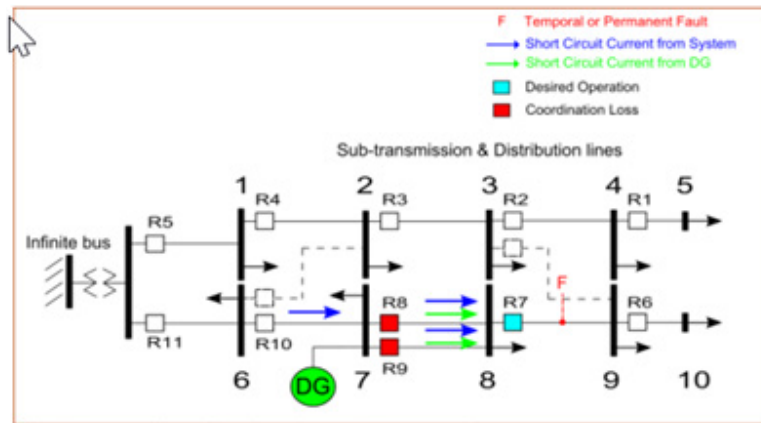 F Temporal or Permanent Fault
Short Circuit Current from System
Short Circuit Current from DG
Desired Operation
Coordination Loss
Sub-transmission & Distribution lines
1 2 3 4 5
R5 R4 R3 R2 R1
Infinite bus
F
R8 R7 R6
R11 R10 R9
6 DG 7 8 9 10